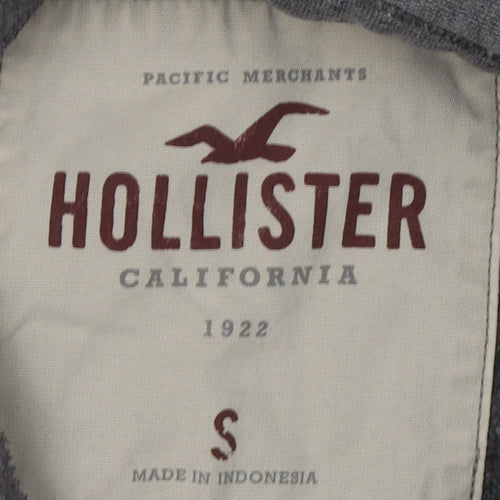 PACIFIC MERCHANTS
HOLLISTER
CALIFORNIA
1922
S
MADE IN INDONESIA